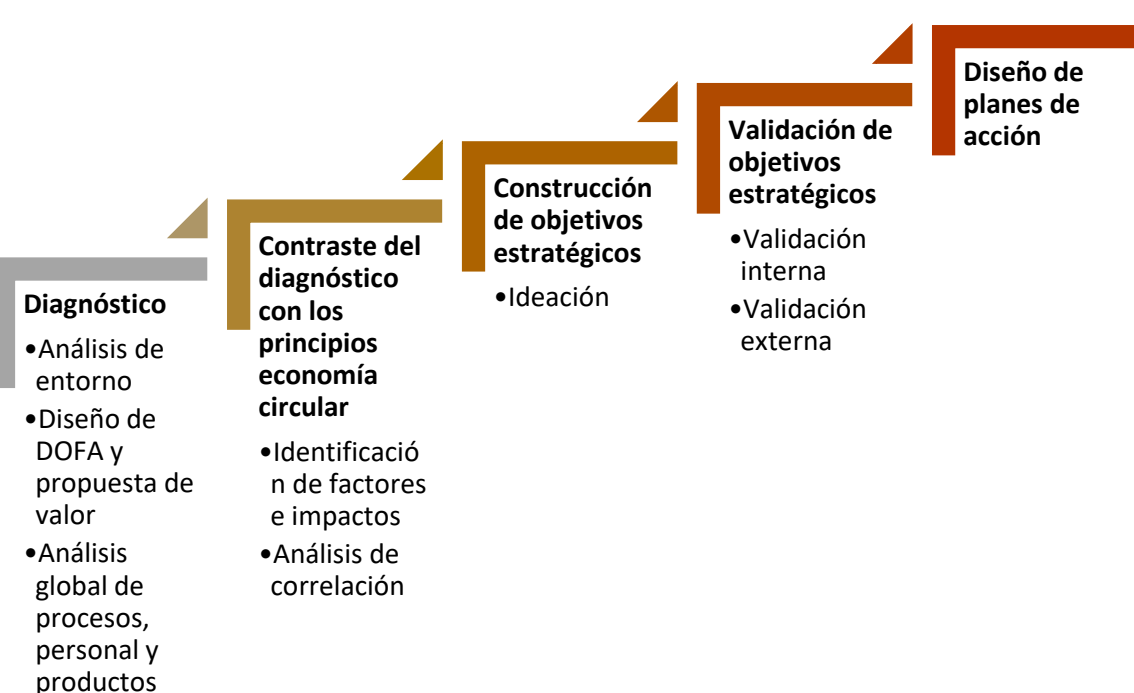 Diagnóstico
•Análisis de
entorno
•Diseño de
DOFA y
propuesta de
valor
•Análisis
global de
procesos,
personal y
productos
Contraste del
diagnóstico
con los
principios
economía
circular
•Identificació
n de factores
e impactos
•Análisis de
correlación
Construcción
de objetivos
estratégicos
•Ideación
Validación de
objetivos
estratégicos
•Validación
interna
•Validación
externa
Diseño de
planes de
acción